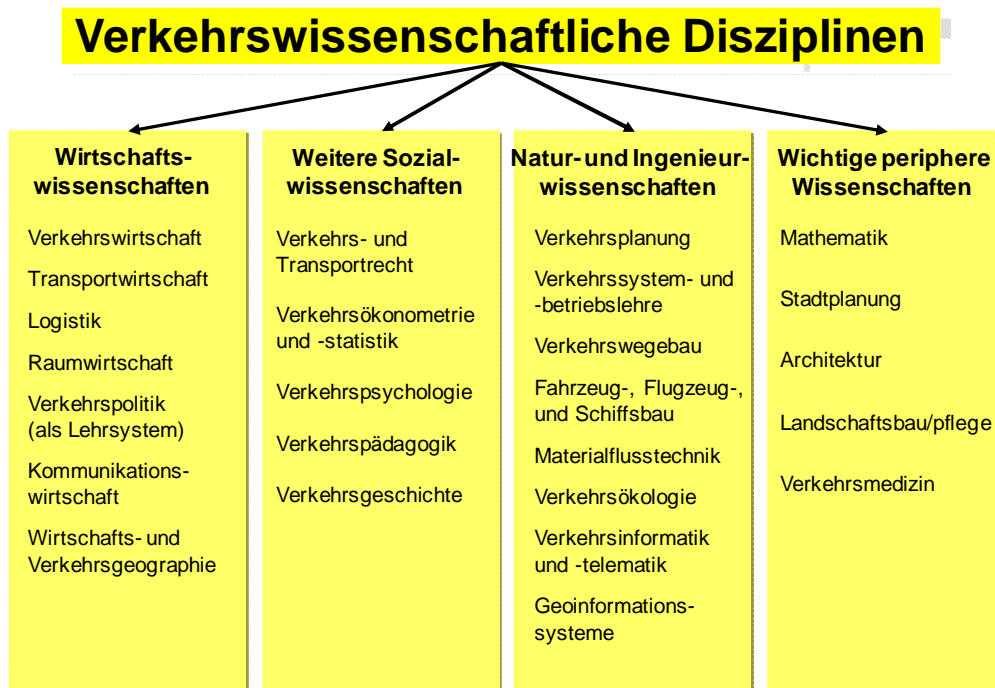 Verkehrswissenschaftliche Disziplinen
Wirtschafts-
wissenschaften
Verkehrswirtschaft
Transportwirtschaft
Logistik
Raumwirtschaft
Verkehrspolitik
(als Lehrsystem)
Kommunikations-
wirtschaft
Wirtschafts- und
Verkehrsgeographie
Weitere Sozial-
wissenschaften
Verkehrs- und
Transportrecht
Verkehrsökonometrie
und -statistik
Verkehrspsychologie
Verkehrspädagogik
Verkehrsgeschichte
Natur- und Ingenieur-
wissenschaften
Verkehrsplanung
Verkehrssystem- und
-betriebslehre
Verkehrswegebau
Fahrzeug-, Flugzeug-,
und Schiffsbau
Materialflusstechnik
Verkehrsökologie
Verkehrsinformatik
und -telematik
Geoinformations-
systeme
Wichtige periphere
Wissenschaften
Mathematik
Stadtplanung
Architektur
Landschaftsbau/pflege
Verkehrsmedizin